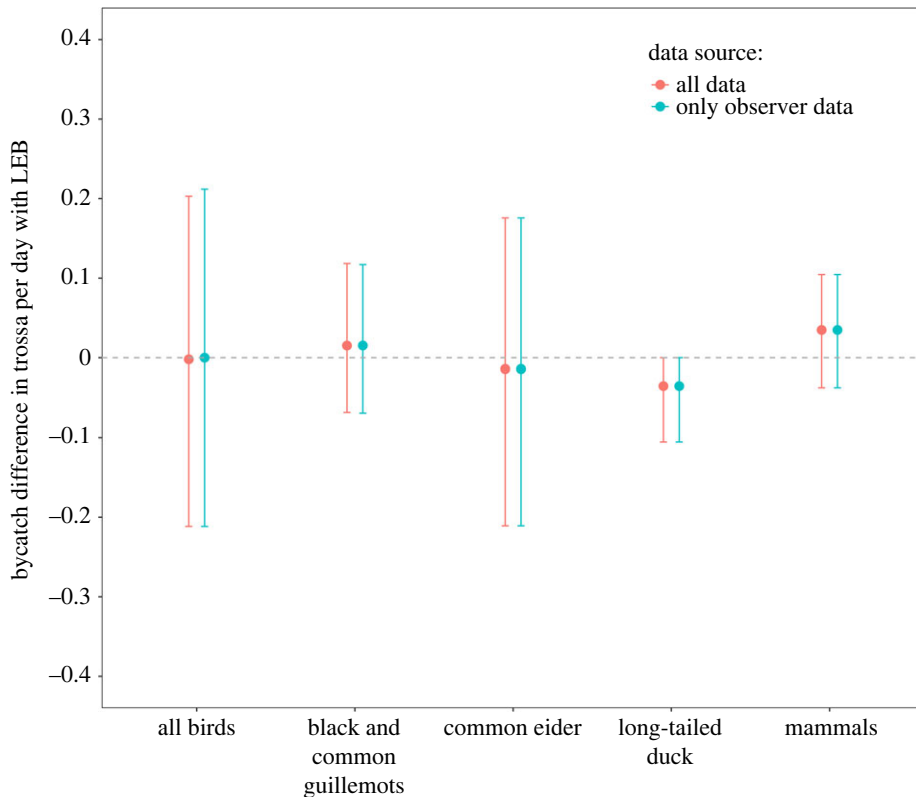 bycatch difference in trossa per day with LEB
0.4
0.3
0.2
0.1
0
–0.1
–0.2
–0.3
–0.4
data source:
all data
only observer data
all birds
black and
common
guillemots
common eider
long-tailed
duck
mammals